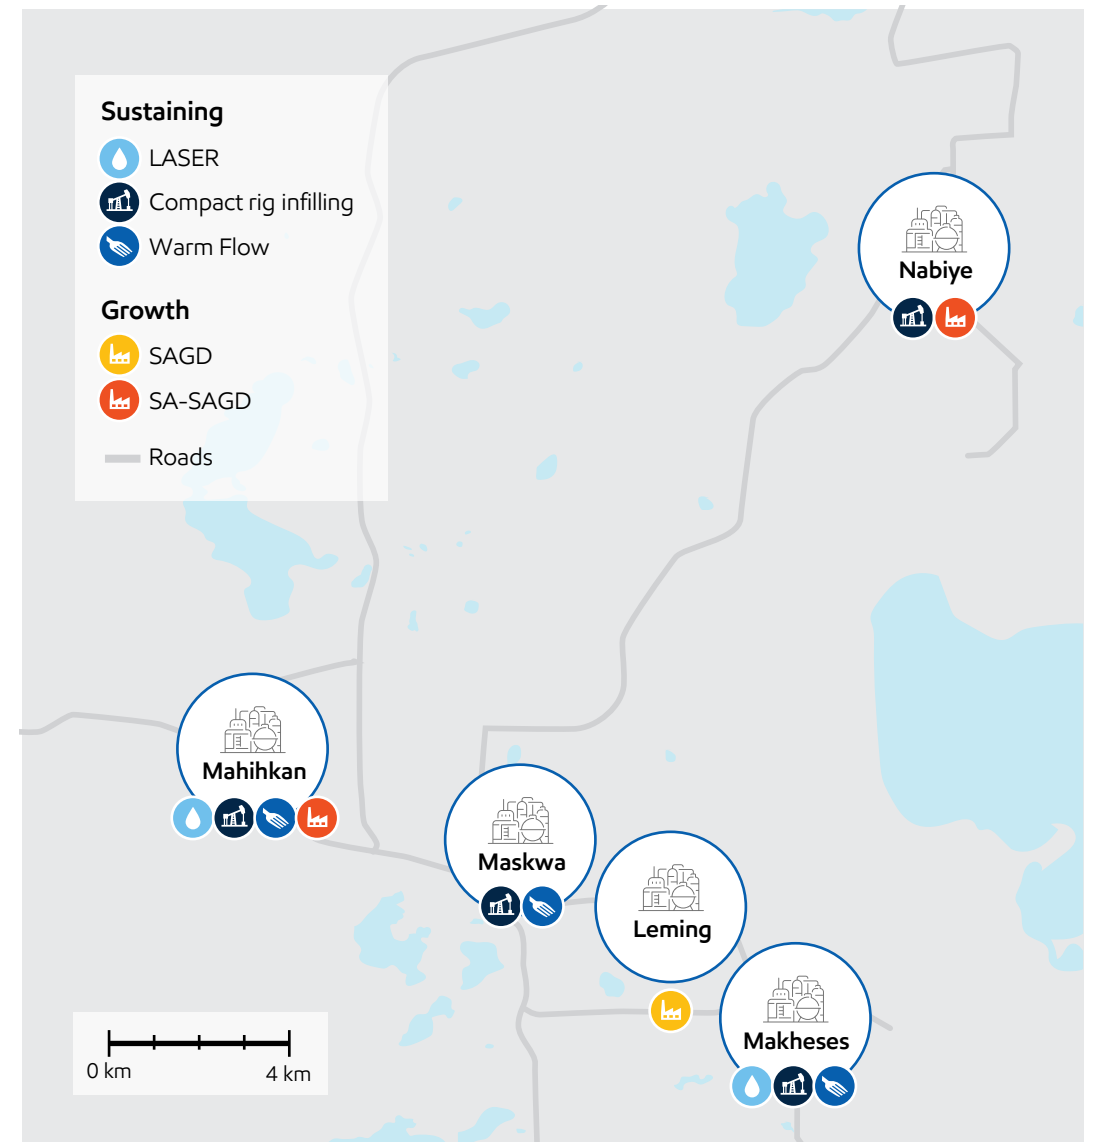 Sustaining
LASER
Compact rig infilling
Warm Flow
Growth
SAGD
SA-SAGD
Roads
Nabiye
Mahihkan
Maskwa
Leming
Makheses
0 km
4 km